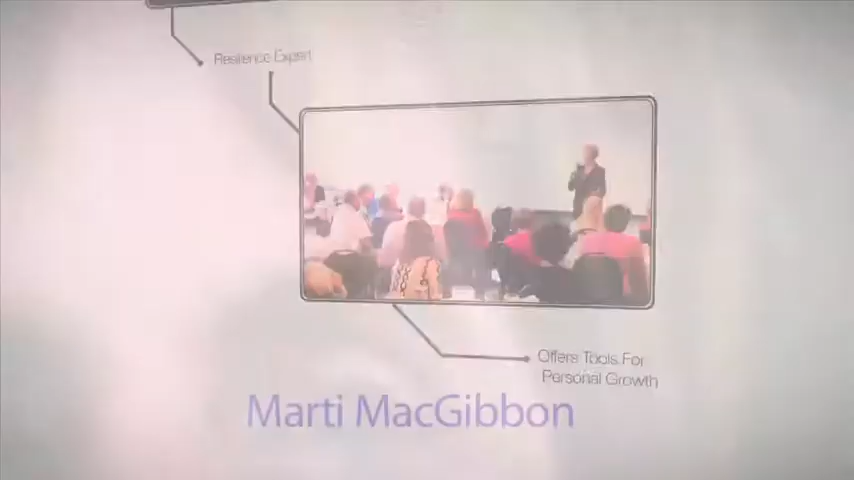 Resilience Expert
Offers Tools For
Personal Growth
Marti MacGibbon